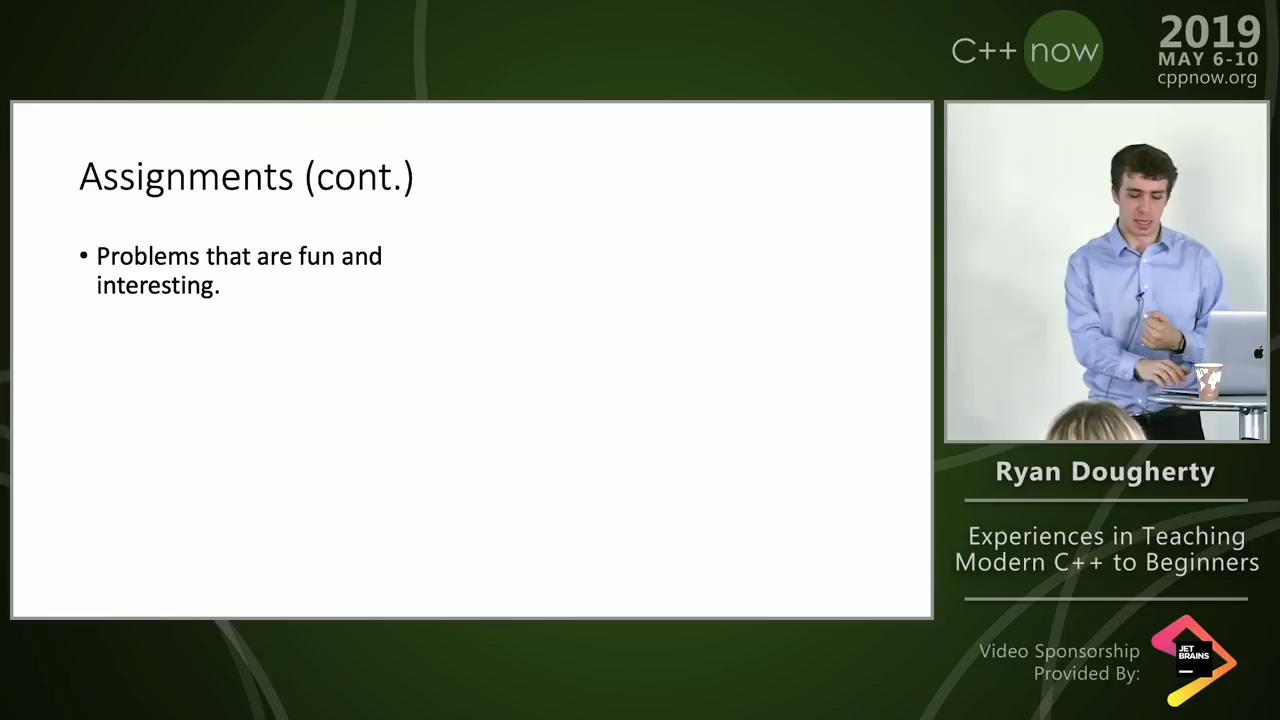 C++ now
2019
MAY 6-10
cppnow.org
Assignments (cont.)
• Problems that are fun and
interesting.
Ryan Dougherty
Experiences in Teaching
Modern C++ to Beginners
Video Sponsorship
Provided By:
JET
BRAINS